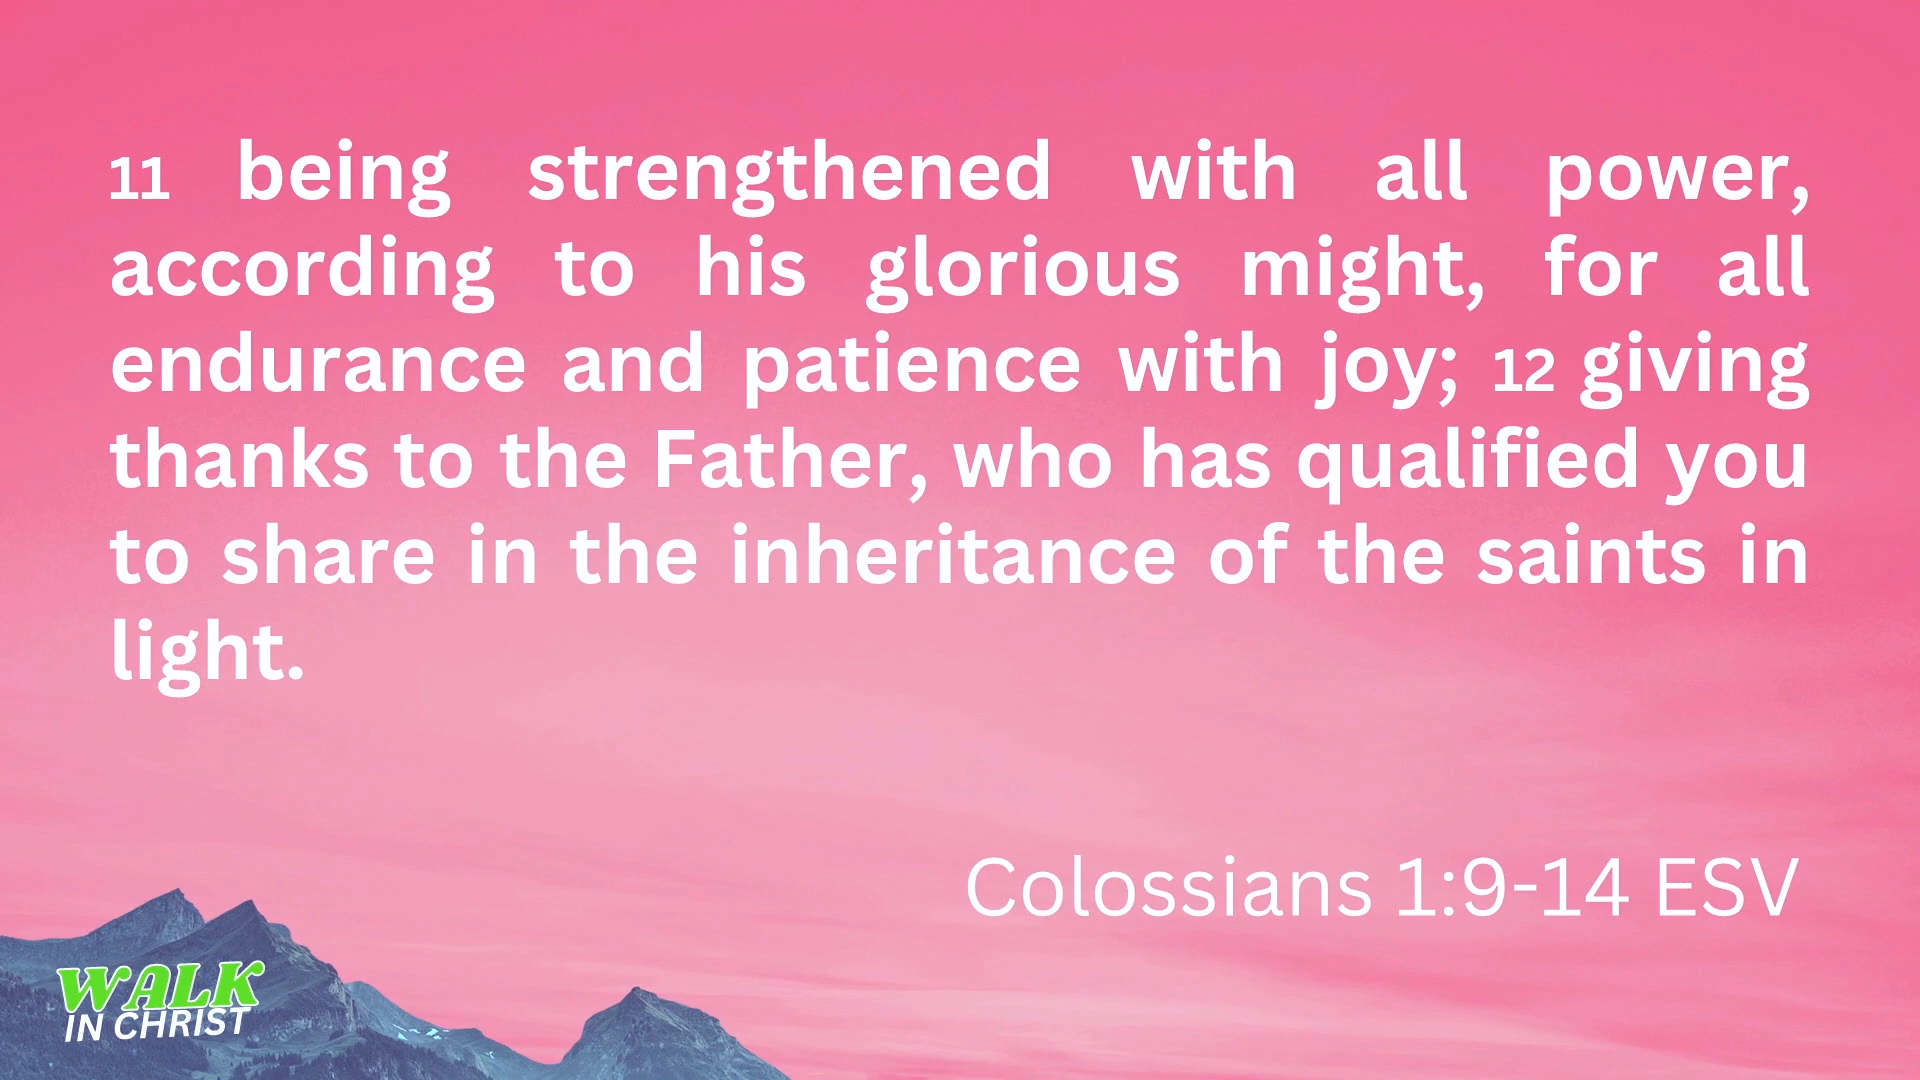 11 being strengthened with all power,
according to his glorious might, for all
endurance and patience with joy; 12 giving
thanks to the Father, who has qualified you
to share in the inheritance of the saints in
light.
Colossians 1:9-14 ESV
WALK
IN CHRIST